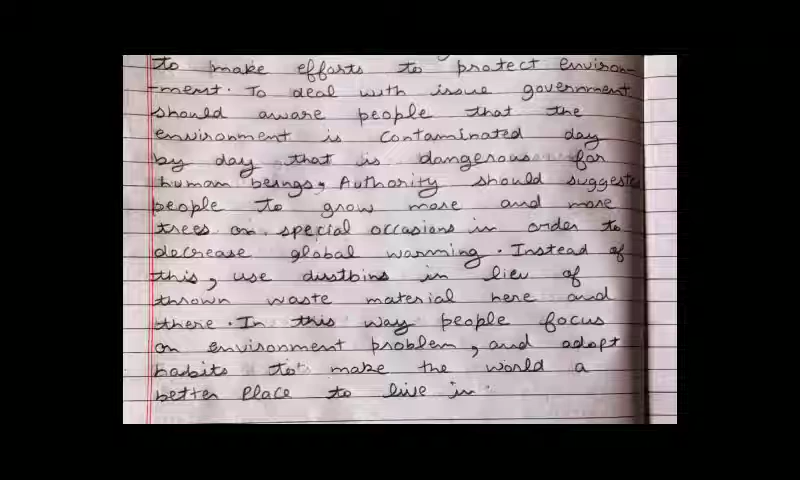 to make efforts to protect environ-
-ment. To deal with issue government
should aware people that the
environment is contaminated day
by day that is dangerous for
human beings, Authority should suggest
people to grow more and more
trees on special occasions in order to
decrease global warming. Instead of
this, use dustbins in liev of
thrown waste material here and
there. In this way people focus
on environment problem, and adopt
habits to make the world a
better place to live in.